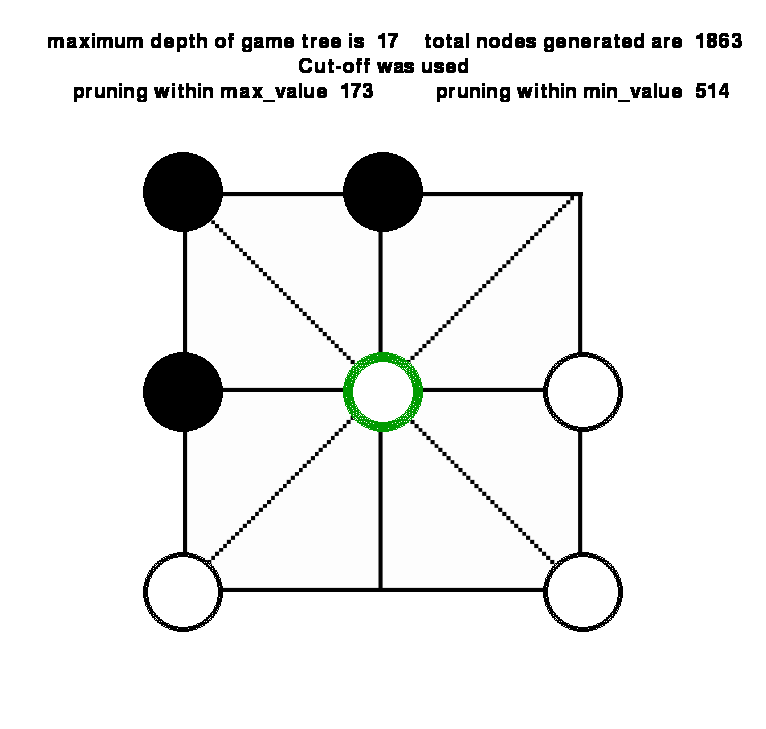 maximum depth of game tree is 17 total nodes generated are 1863
Cut-off was used
pruning within max_value 173 pruning within min_value 514